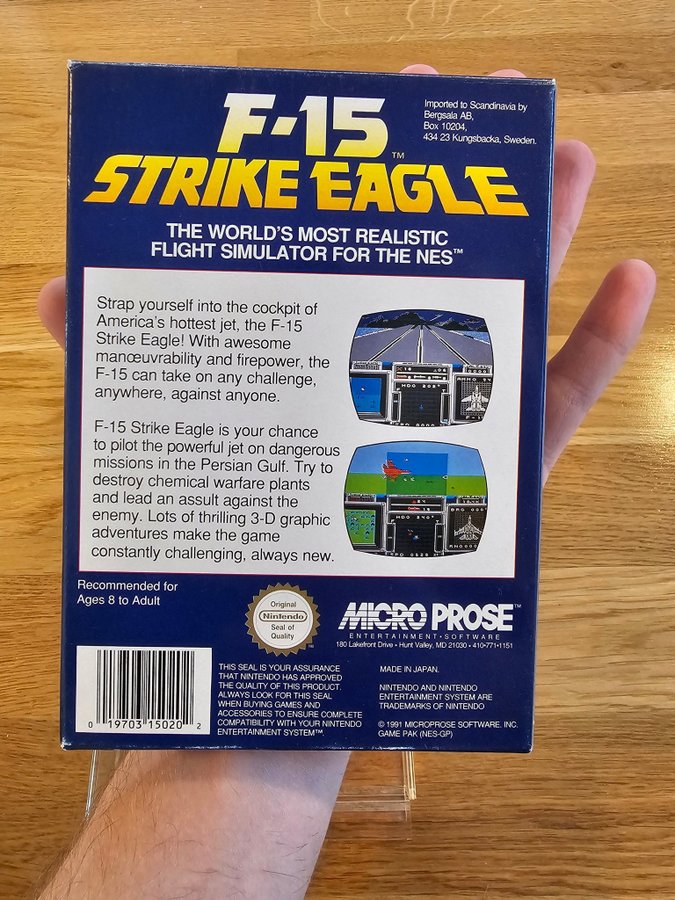 F-15
STRIKE EAGLE™
Imported to Scandinavia by
Bergsala AB,
Box 10204,
434 23 Kungsbacka, Sweden.
THE WORLD'S MOST REALISTIC
FLIGHT SIMULATOR FOR THE NES™
Strap yourself into the cockpit of
America's hottest jet, the F-15
Strike Eagle! With awesome
manœuvrability and firepower, the
F-15 can take on any challenge,
anywhere, against anyone.
F-15 Strike Eagle is your chance
to pilot the powerful jet on dangerous
missions in the Persian Gulf. Try to
destroy chemical warfare plants
and lead an assult against the
enemy. Lots of thrilling 3-D graphic
adventures make the game
constantly challenging, always new.
Recommended for
Ages 8 to Adult
Original
Nintendo
Seal of
Quality
MICRO PROSE™
ENTERTAINMENT • SOFTWARE
180 Lakefront Drive • Hunt Valley, MD 21030 • 410-771-1151
0 19703 15020 2
THIS SEAL IS YOUR ASSURANCE
THAT NINTENDO HAS APPROVED
THE QUALITY OF THIS PRODUCT.
ALWAYS LOOK FOR THIS SEAL
WHEN BUYING GAMES AND
ACCESSORIES TO ENSURE COMPLETE
COMPATIBILITY WITH YOUR NINTENDO
ENTERTAINMENT SYSTEM™
MADE IN JAPAN.
NINTENDO AND NINTENDO
ENTERTAINMENT SYSTEM ARE
TRADEMARKS OF NINTENDO
© 1991 MICROPROSE SOFTWARE. INC.
GAME PAK (NES-GP)